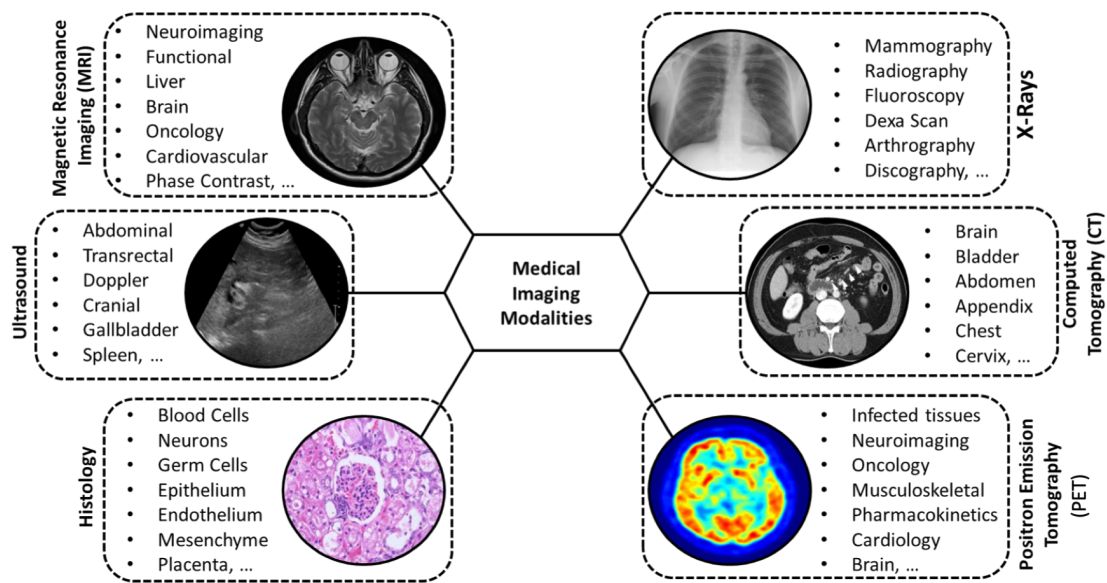 Magnetic Resonance
Imaging (MRI)
• Neuroimaging
• Functional
• Liver
• Brain
• Oncology
• Cardiovascular
• Phase Contrast, ...
• Mammography
• Radiography
• Fluoroscopy
• Dexa Scan
• Arthrography
• Discography, ...
X-Rays
Ultrasound
• Abdominal
• Transrectal
• Doppler
• Cranial
• Gallbladder
• Spleen, ...
Medical
Imaging
Modalities
• Brain
• Bladder
• Abdomen
• Appendix
• Chest
• Cervix, ...
Computed
Tomography (CT)
Histology
• Blood Cells
• Neurons
• Germ Cells
• Epithelium
• Endothelium
• Mesenchyme
• Placenta, ...
• Infected tissues
• Neuroimaging
• Oncology
• Musculoskeletal
• Pharmacokinetics
• Cardiology
• Brain, ...
Positron Emission
Tomography
(PET)